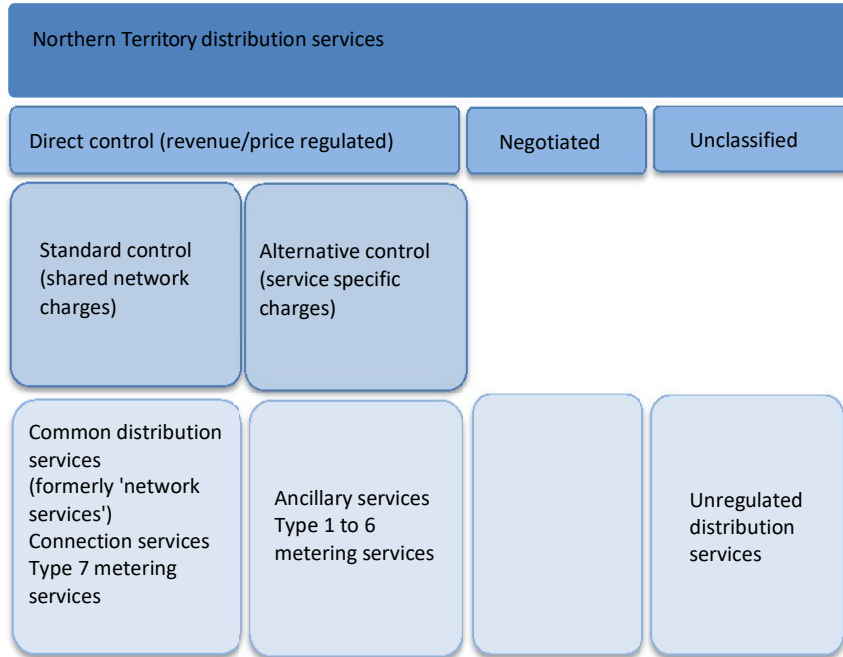 Northern Territory distribution services
Direct control (revenue/price regulated)
Negotiated
Unclassified
Standard control
(shared network
charges)
Alternative control
(service specific
charges)
Common distribution
services
(formerly 'network
services')
Connection services
Type 7 metering
services
Ancillary services
Type 1 to 6
metering services
Unregulated
distribution
services